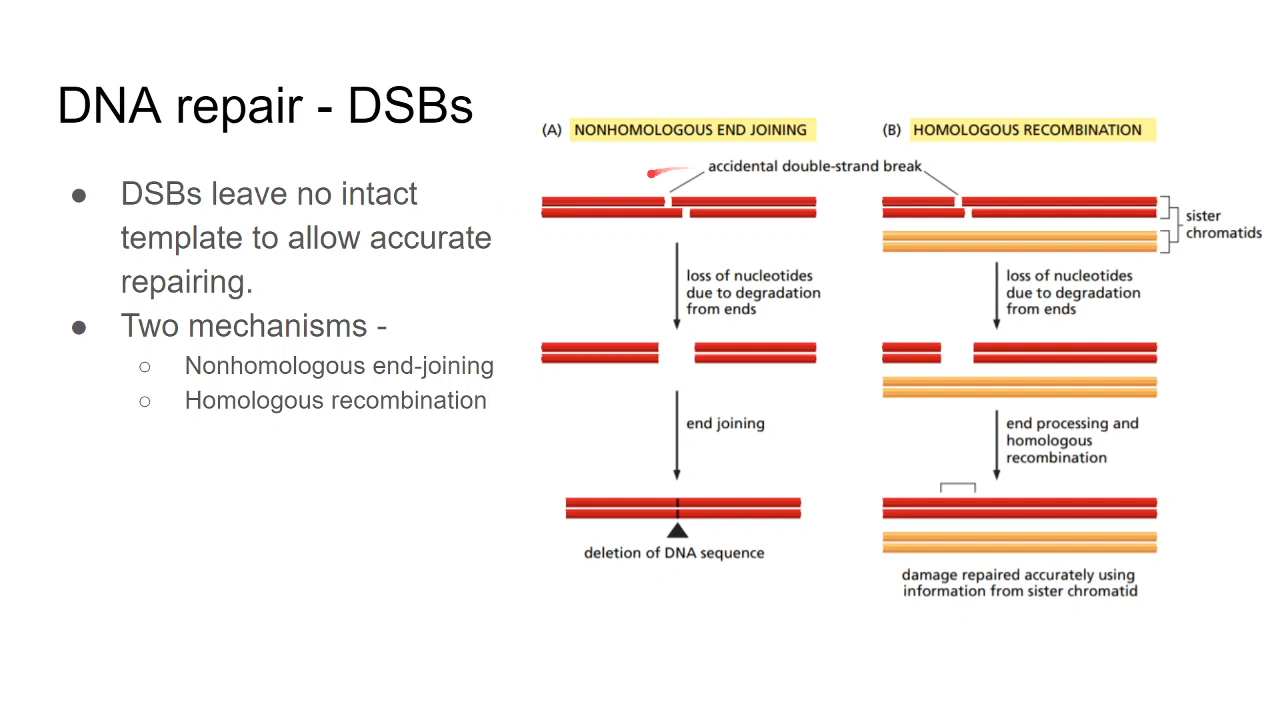 DNA repair - DSBs
● DSBs leave no intact
template to allow accurate
repairing.
● Two mechanisms -
○ Nonhomologous end-joining
○ Homologous recombination
(A) NONHOMOLOGOUS END JOINING
(B) HOMOLOGOUS RECOMBINATION
accidental double-strand break
sister
chromatids
loss of nucleotides
due to degradation
from ends
loss of nucleotides
due to degradation
from ends
end joining
end processing and
homologous
recombination
deletion of DNA sequence
damage repaired accurately using
information from sister chromatid